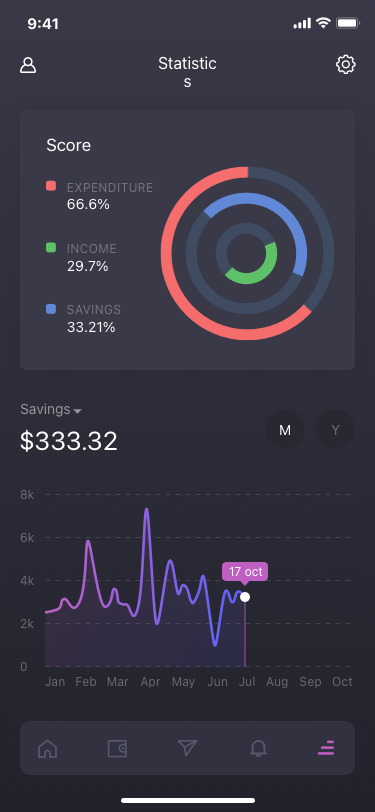 9:41
Statistic
s
Score
EXPENDITURE
66.6%
INCOME
29.7%
SAVINGS
33.21%
Savings
$333.32
M Y
8k
6k
17 oct
4k
2k
0
Jan Feb Mar Apr May Jun Jul Aug Sep Oct